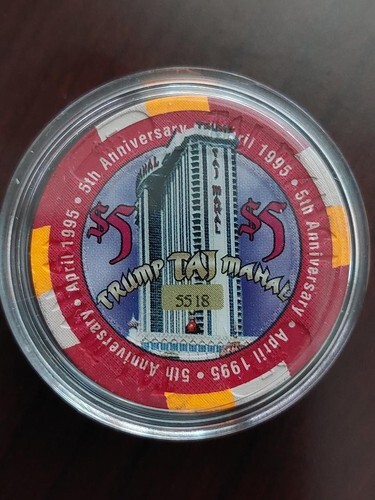 5th Anniversary • April 1995 • 5th Anniversary • April 1995 • 5th Anniversary • April 1995 •
TRUMP
TAJ MAHAL
$5 $5
TRUMP TAJ MAHAL
5518